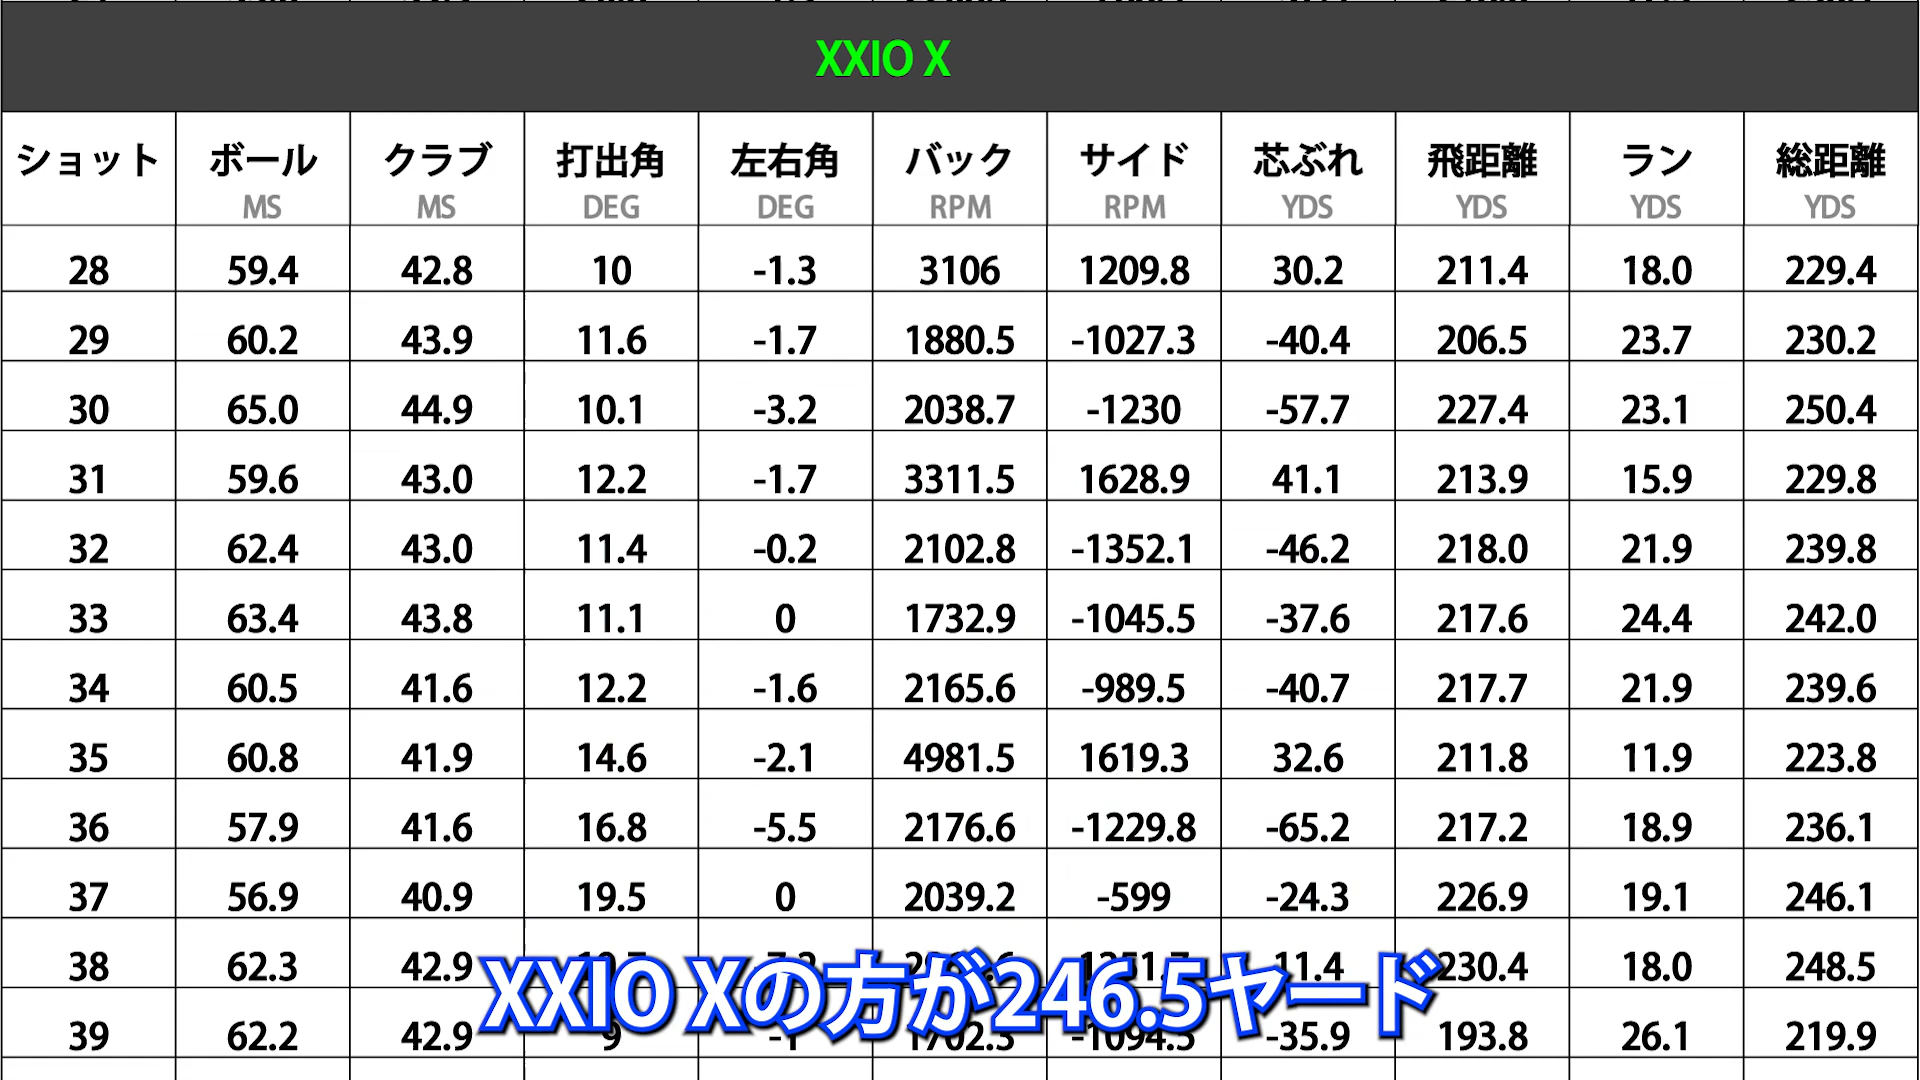 XXIO X
ショット ボール クラブ 打出角 左右角 バック サイド 芯ぶれ 飛距離 ラン 総距離
MS MS DEG DEG RPM RPM YDS YDS YDS YDS
28 59.4 42.8 10 -1.3 3106 1209.8 30.2 211.4 18.0 229.4
29 60.2 43.9 11.6 -1.7 1880.5 -1027.3 -40.4 206.5 23.7 230.2
30 65.0 44.9 10.1 -3.2 2038.7 -1230 -57.7 227.4 23.1 250.4
31 59.6 43.0 12.2 -1.7 3311.5 1628.9 41.1 213.9 15.9 229.8
32 62.4 43.0 11.4 -0.2 2102.8 -1352.1 -46.2 218.0 21.9 239.8
33 63.4 43.8 11.1 0 1732.9 -1045.5 -37.6 217.6 24.4 242.0
34 60.5 41.6 12.2 -1.6 2165.6 -989.5 -40.7 217.7 21.9 239.6
35 60.8 41.9 14.6 -2.1 4981.5 1619.3 32.6 211.8 11.9 223.8
36 57.9 41.6 16.8 -5.5 2176.6 -1229.8 -65.2 217.2 18.9 236.1
37 56.9 40.9 19.5 0 2039.2 -599 -24.3 226.9 19.1 246.1
38 62.3 42.9 11.4 230.4 18.0 248.5
XXIO Xの方が246.5ヤード
39 62.2 42.9 9 -1 -35.9 193.8 26.1 219.9